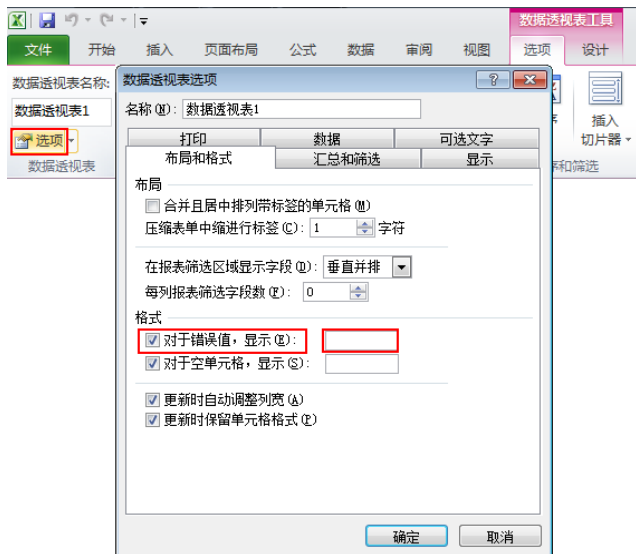 数据透视表工具
文件 开始 插入 页面布局 公式 数据 审阅 视图 选项 设计
数据透视表名称:
数据透视表1
选项
数据透视表
插入
切片器
和筛选
数据透视表选项
名称(N): 数据透视表1
打印 数据 可选文字
布局和格式 汇总和筛选 显示
布局
合并且居中排列带标签的单元格(M)
压缩表单中缩进行标签(C): 1 字符
在报表筛选区域显示字段(D): 垂直并排
每列报表筛选字段数(F): 0
格式
对于错误值，显示(E):
对于空单元格，显示(S):
更新时自动调整列宽(A)
更新时保留单元格格式(P)
确定 取消